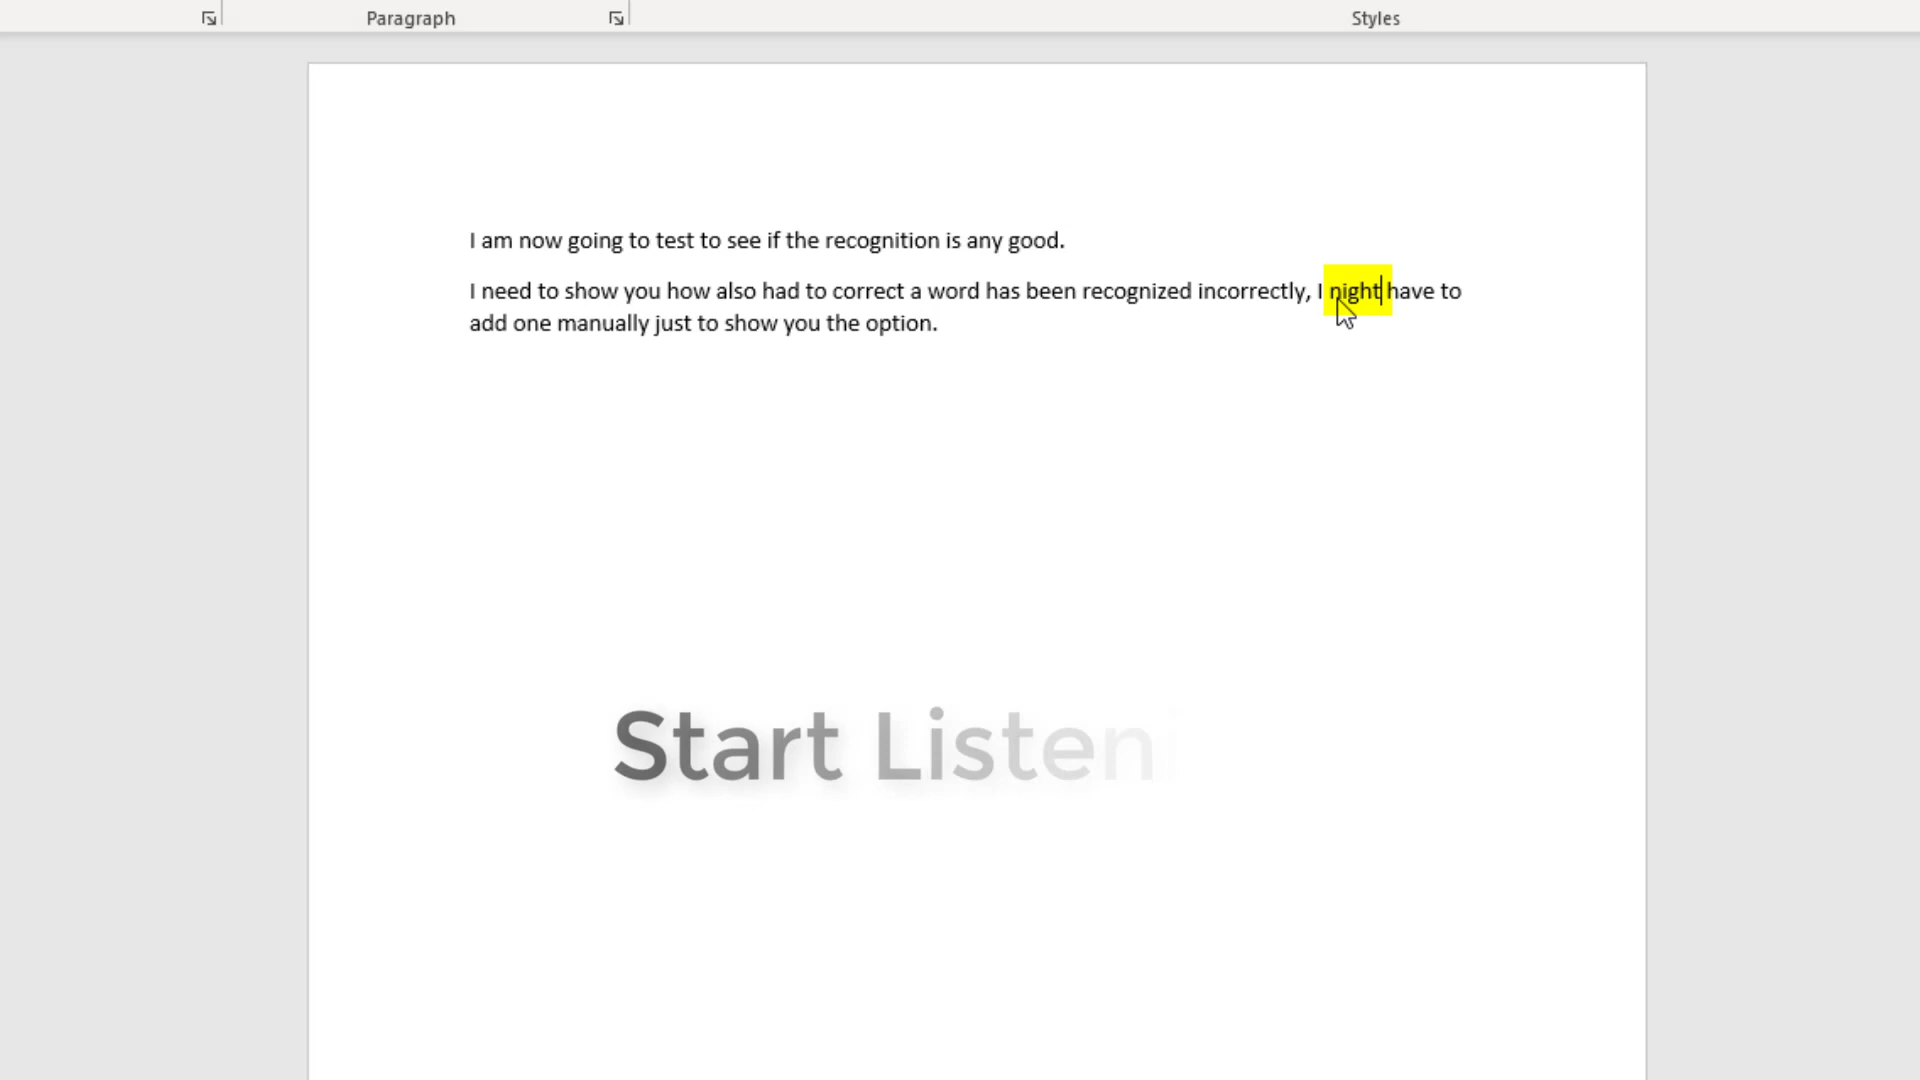 Paragraph
Styles
I am now going to test to see if the recognition is any good.
I need to show you how also had to correct a word has been recognized incorrectly, I night have to
add one manually just to show you the option.
Start Listen